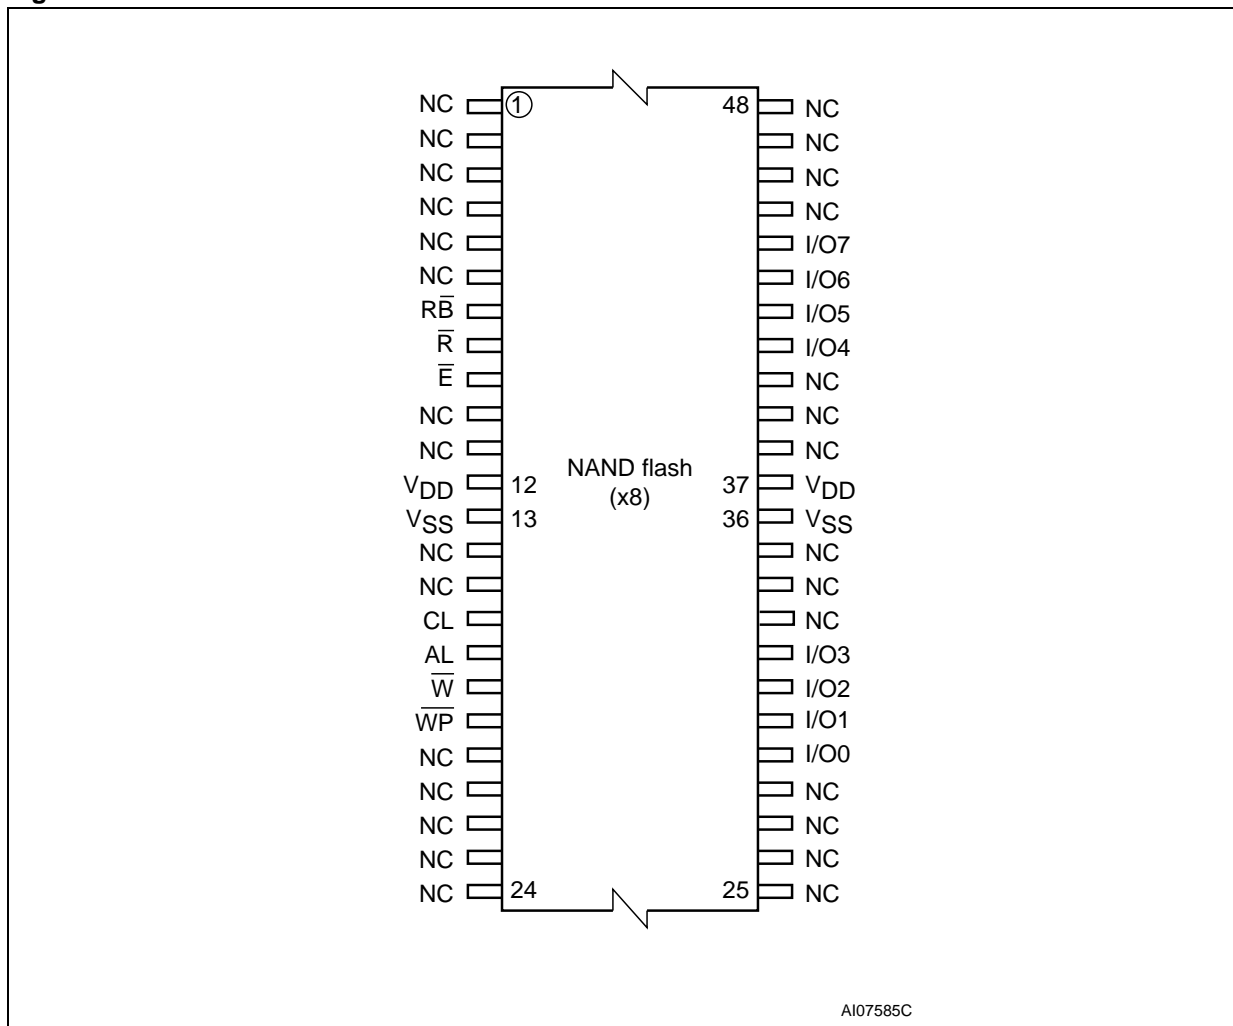 NC 1 48 NC
NC NC
NC NC
NC NC
NC I/O7
NC I/O6
RB̅ I/O5
R̅ I/O4
E̅ NC
NC NC
NC NC
NAND flash
(x8)
VDD 12 37 VDD
VSS 13 36 VSS
NC NC
NC NC
CL NC
AL I/O3
W̅ I/O2
W̅P̅ I/O1
NC I/O0
NC NC
NC NC
NC NC
NC 24 25 NC
AI07585C